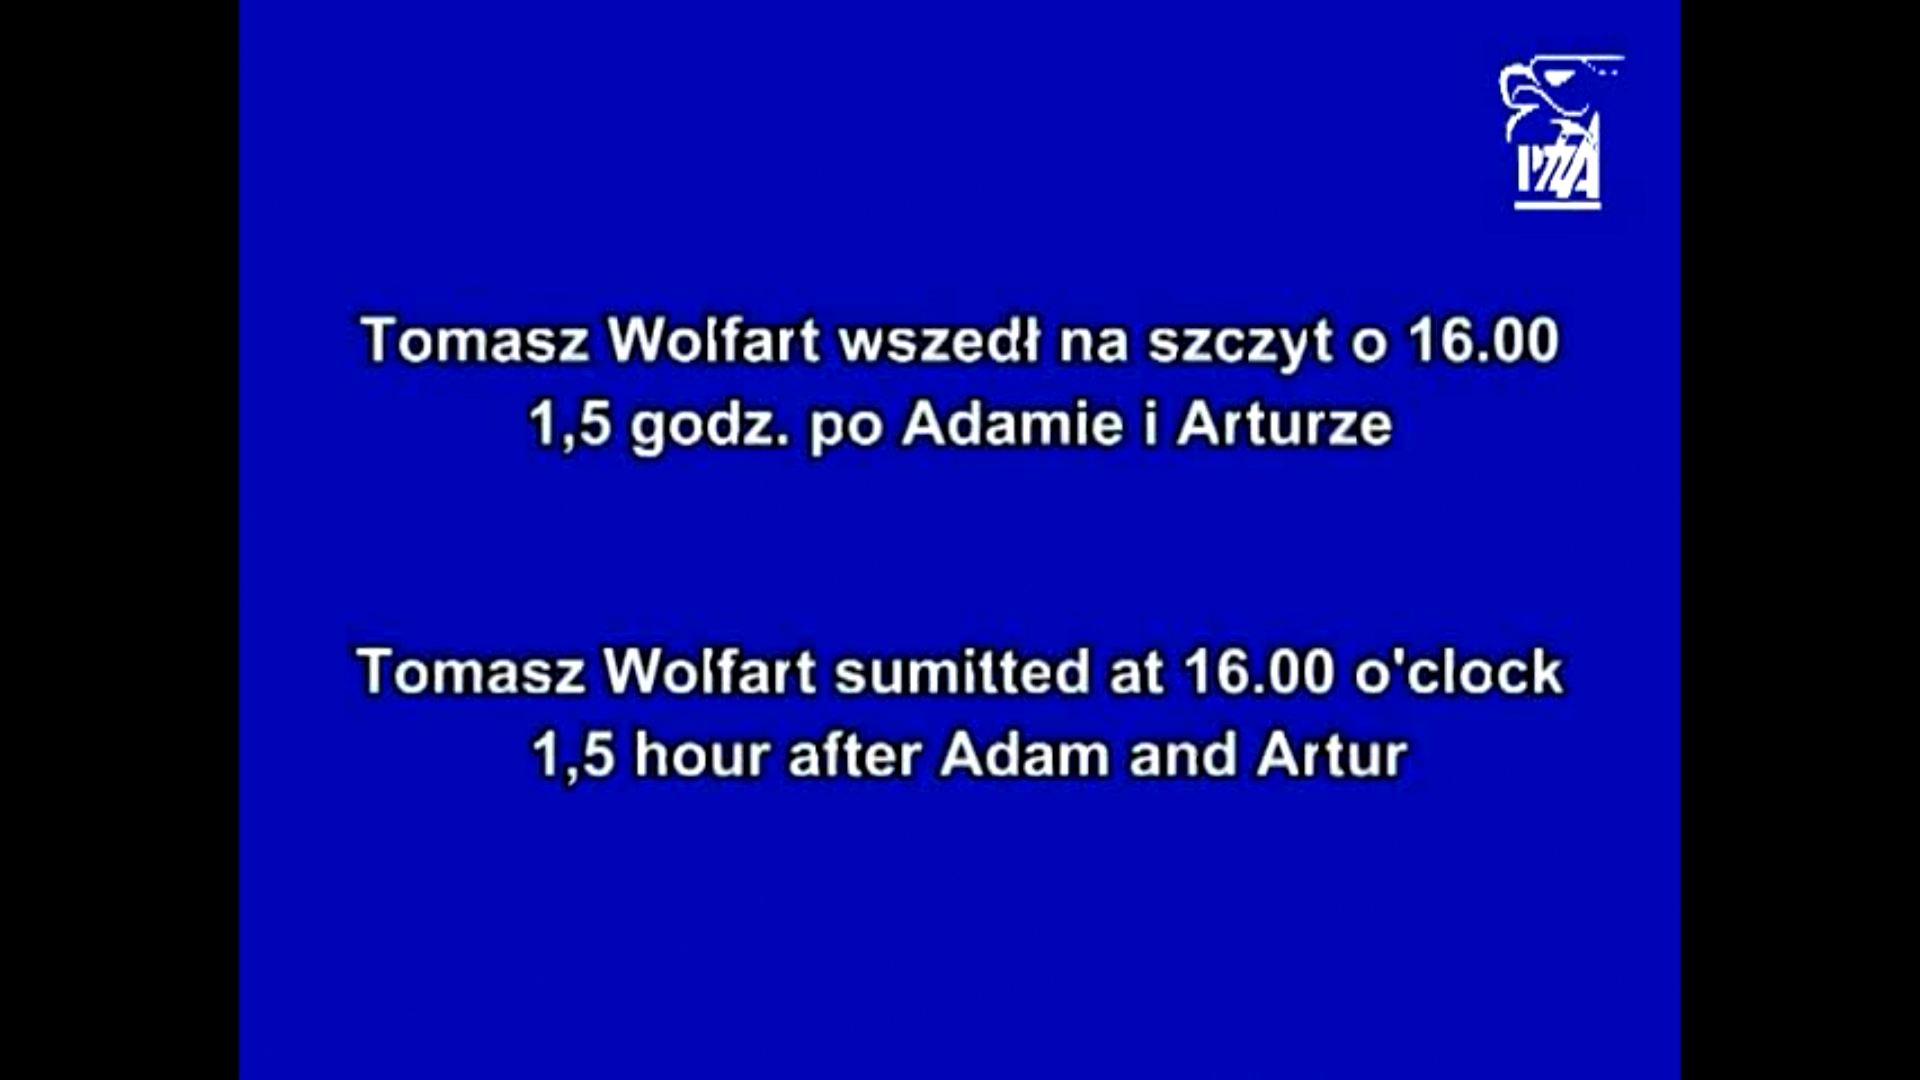 PZA
Tomasz Wolfart wszedł na szczyt o 16.00
1,5 godz. po Adamie i Arturze
Tomasz Wolfart sumitted at 16.00 o'clock
1,5 hour after Adam and Artur